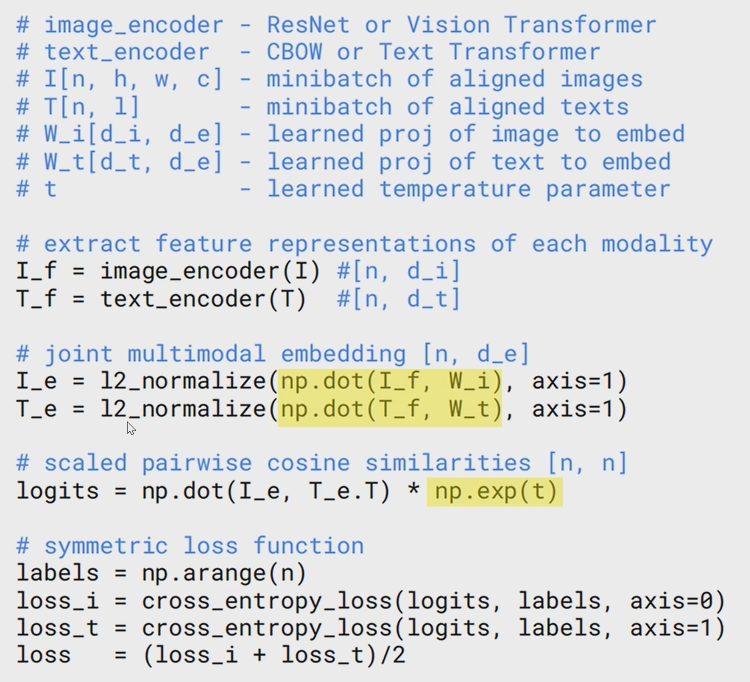 # image_encoder - ResNet or Vision Transformer
# text_encoder  - CBOW or Text Transformer
# I[n, h, w, c] - minibatch of aligned images
# T[n, l]       - minibatch of aligned texts
# W_i[d_i, d_e] - learned proj of image to embed
# W_t[d_t, d_e] - learned proj of text to embed
# t             - learned temperature parameter
# extract feature representations of each modality
I_f = image_encoder(I) #[n, d_i]
T_f = text_encoder(T)  #[n, d_t]
# joint multimodal embedding [n, d_e]
I_e = l2_normalize(np.dot(I_f, W_i), axis=1)
T_e = l2_normalize(np.dot(T_f, W_t), axis=1)
# scaled pairwise cosine similarities [n, n]
logits = np.dot(I_e, T_e.T) * np.exp(t)
# symmetric loss function
labels = np.arange(n)
loss_i = cross_entropy_loss(logits, labels, axis=0)
loss_t = cross_entropy_loss(logits, labels, axis=1)
loss   = (loss_i + loss_t)/2